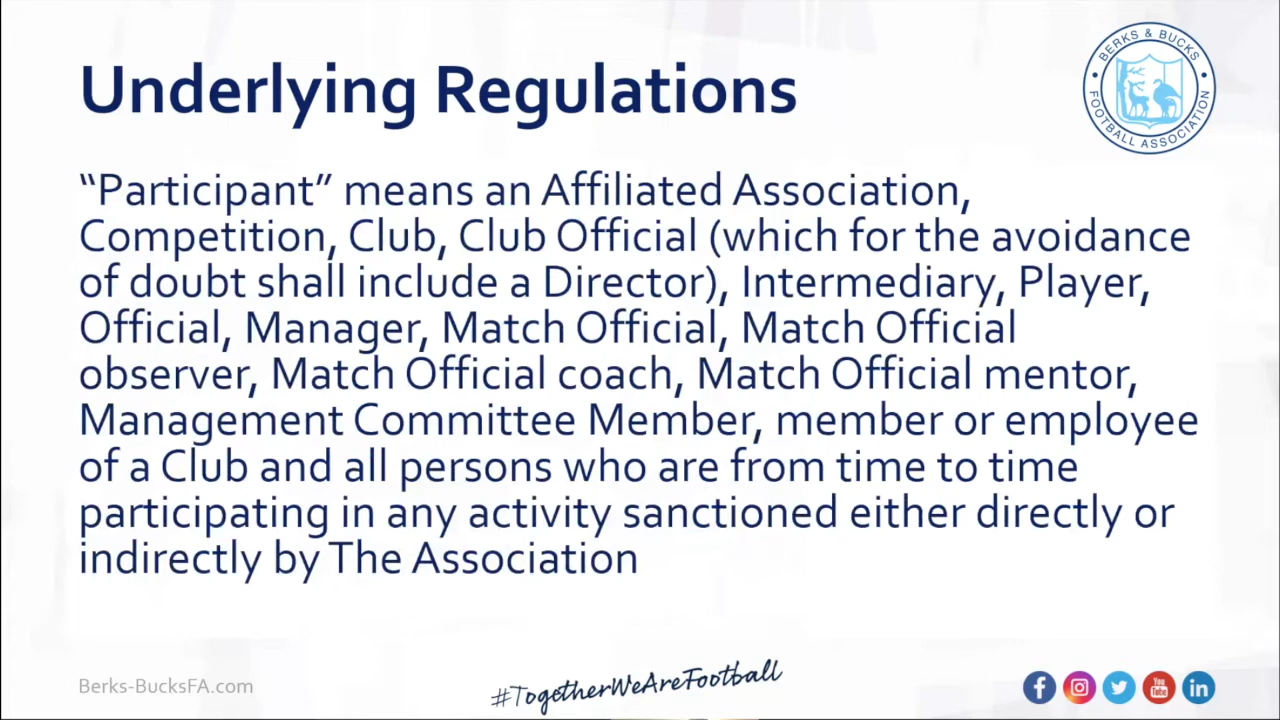 Underlying Regulations
BERKS & BUCKS
FOOTBALL ASSOCIATION
“Participant” means an Affiliated Association,
Competition, Club, Club Official (which for the avoidance
of doubt shall include a Director), Intermediary, Player,
Official, Manager, Match Official, Match Official
observer, Match Official coach, Match Official mentor,
Management Committee Member, member or employee
of a Club and all persons who are from time to time
participating in any activity sanctioned either directly or
indirectly by The Association
Berks-BucksFA.com
#TogetherWeAreFootball
You
Tube
in